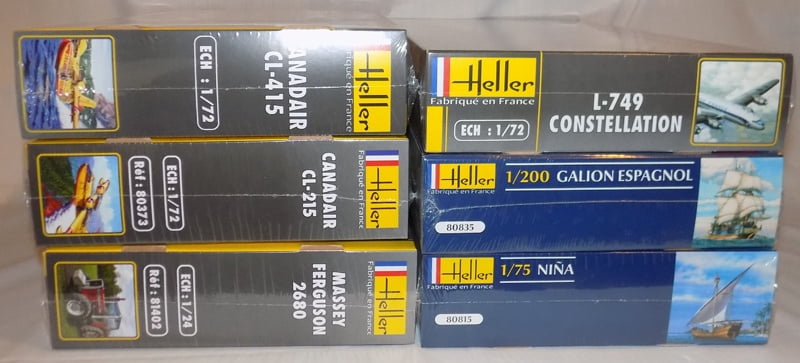 Heller
Fabriqué en France
CANADAIR
CL-415
ECH : 1/72
Heller
Fabriqué en France
CANADAIR
CL-215
ECH : 1/72
Réf : 80373
Heller
Fabriqué en France
MASSEY
FERGUSON
2680
ECH : 1/24
Réf : 81402
Heller
Fabriqué en France
ECH : 1/72
L-749
CONSTELLATION
Heller
Fabriqué en France
1/200 GALION ESPAGNOL
80835
Heller
Fabriqué en France
1/75 NIÑA
80815